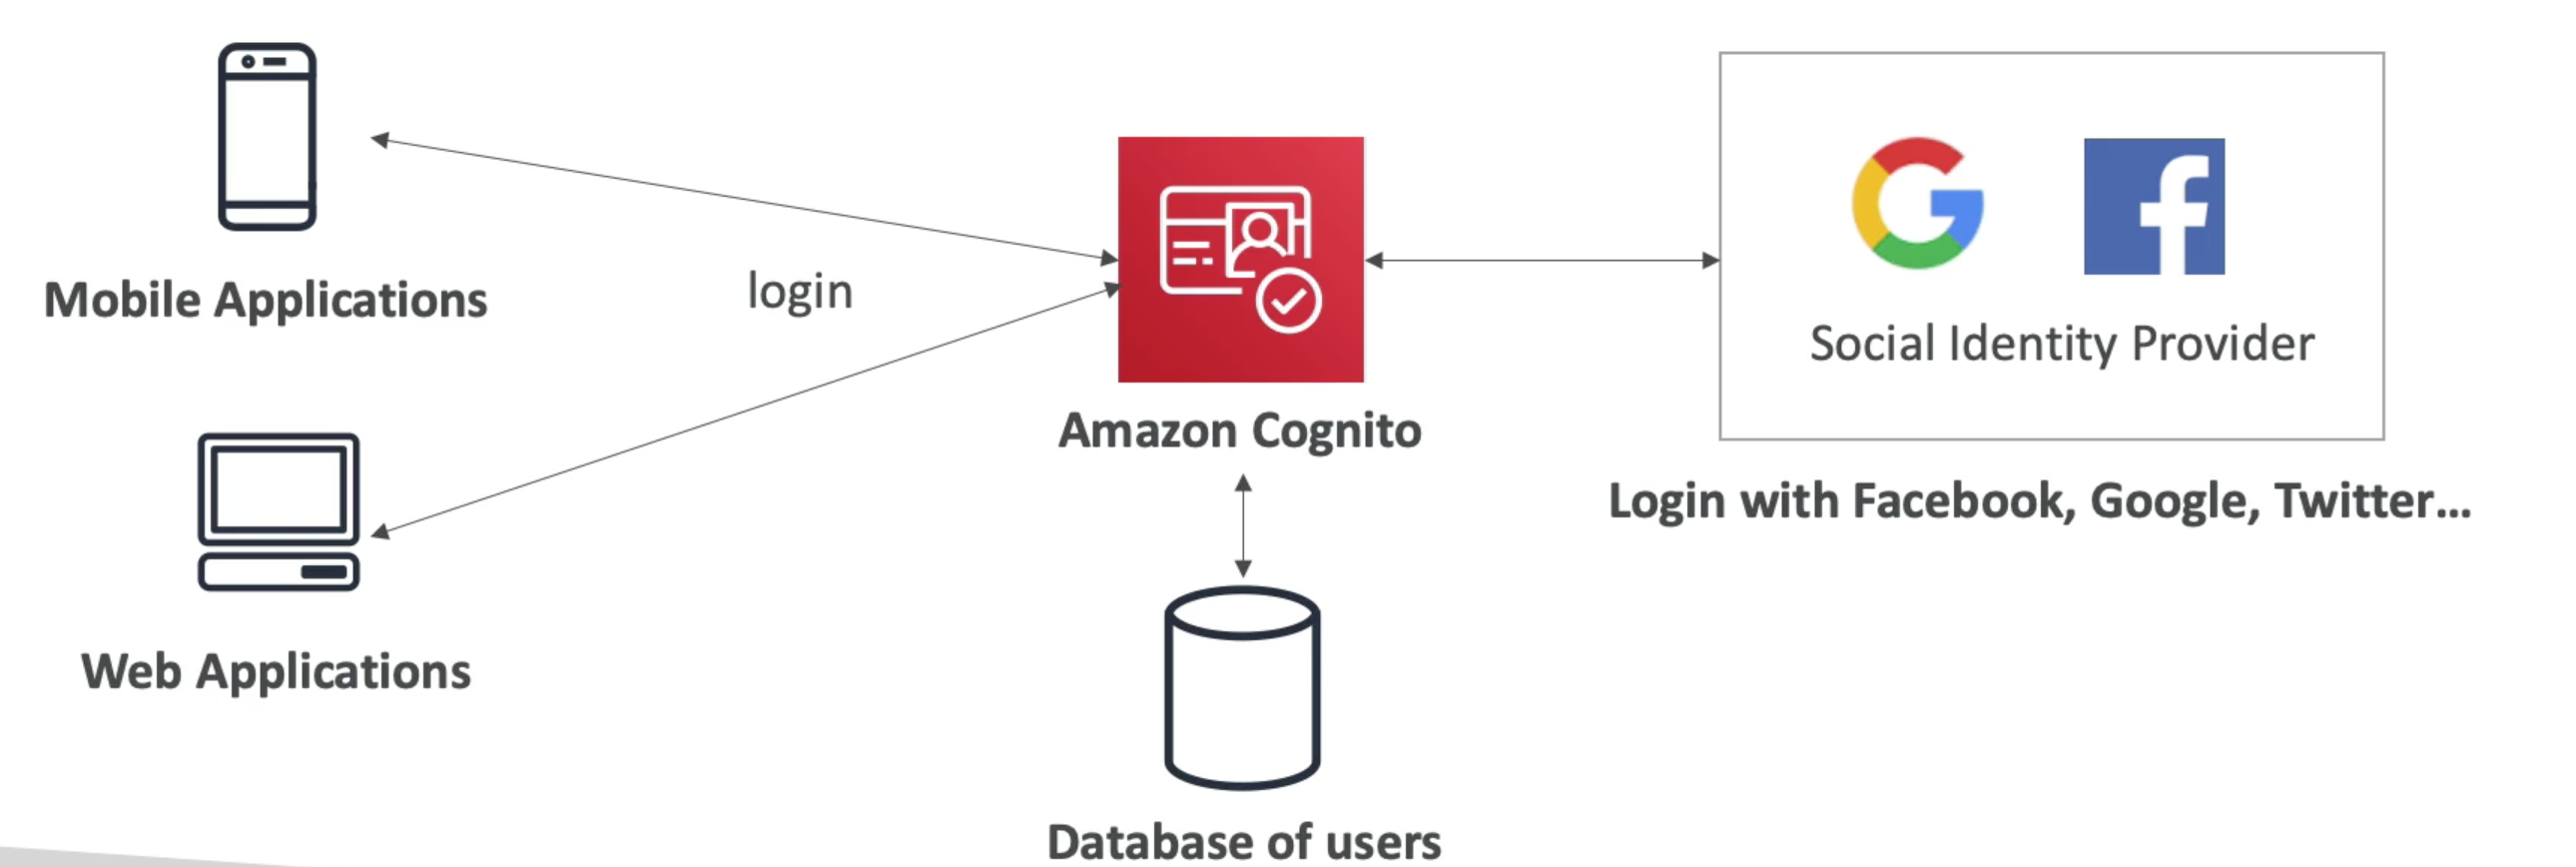 Mobile Applications
login
Web Applications
Amazon Cognito
Database of users
Social Identity Provider
Login with Facebook, Google, Twitter...